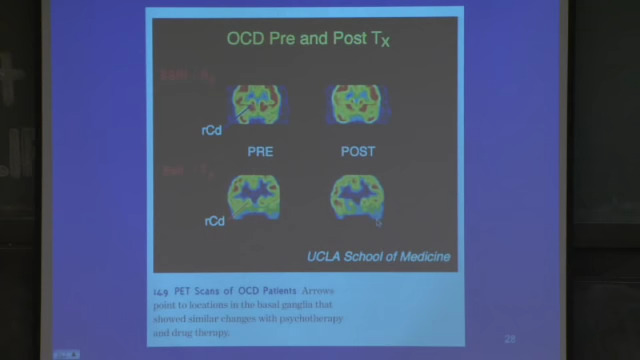 OCD Pre and Post Tx
rCd
PRE
POST
rCd
UCLA School of Medicine
149 PET Scans of OCD Patients Arrows
point to locations in the basal ganglia that
showed similar changes with psychotherapy
and drug therapy.
28